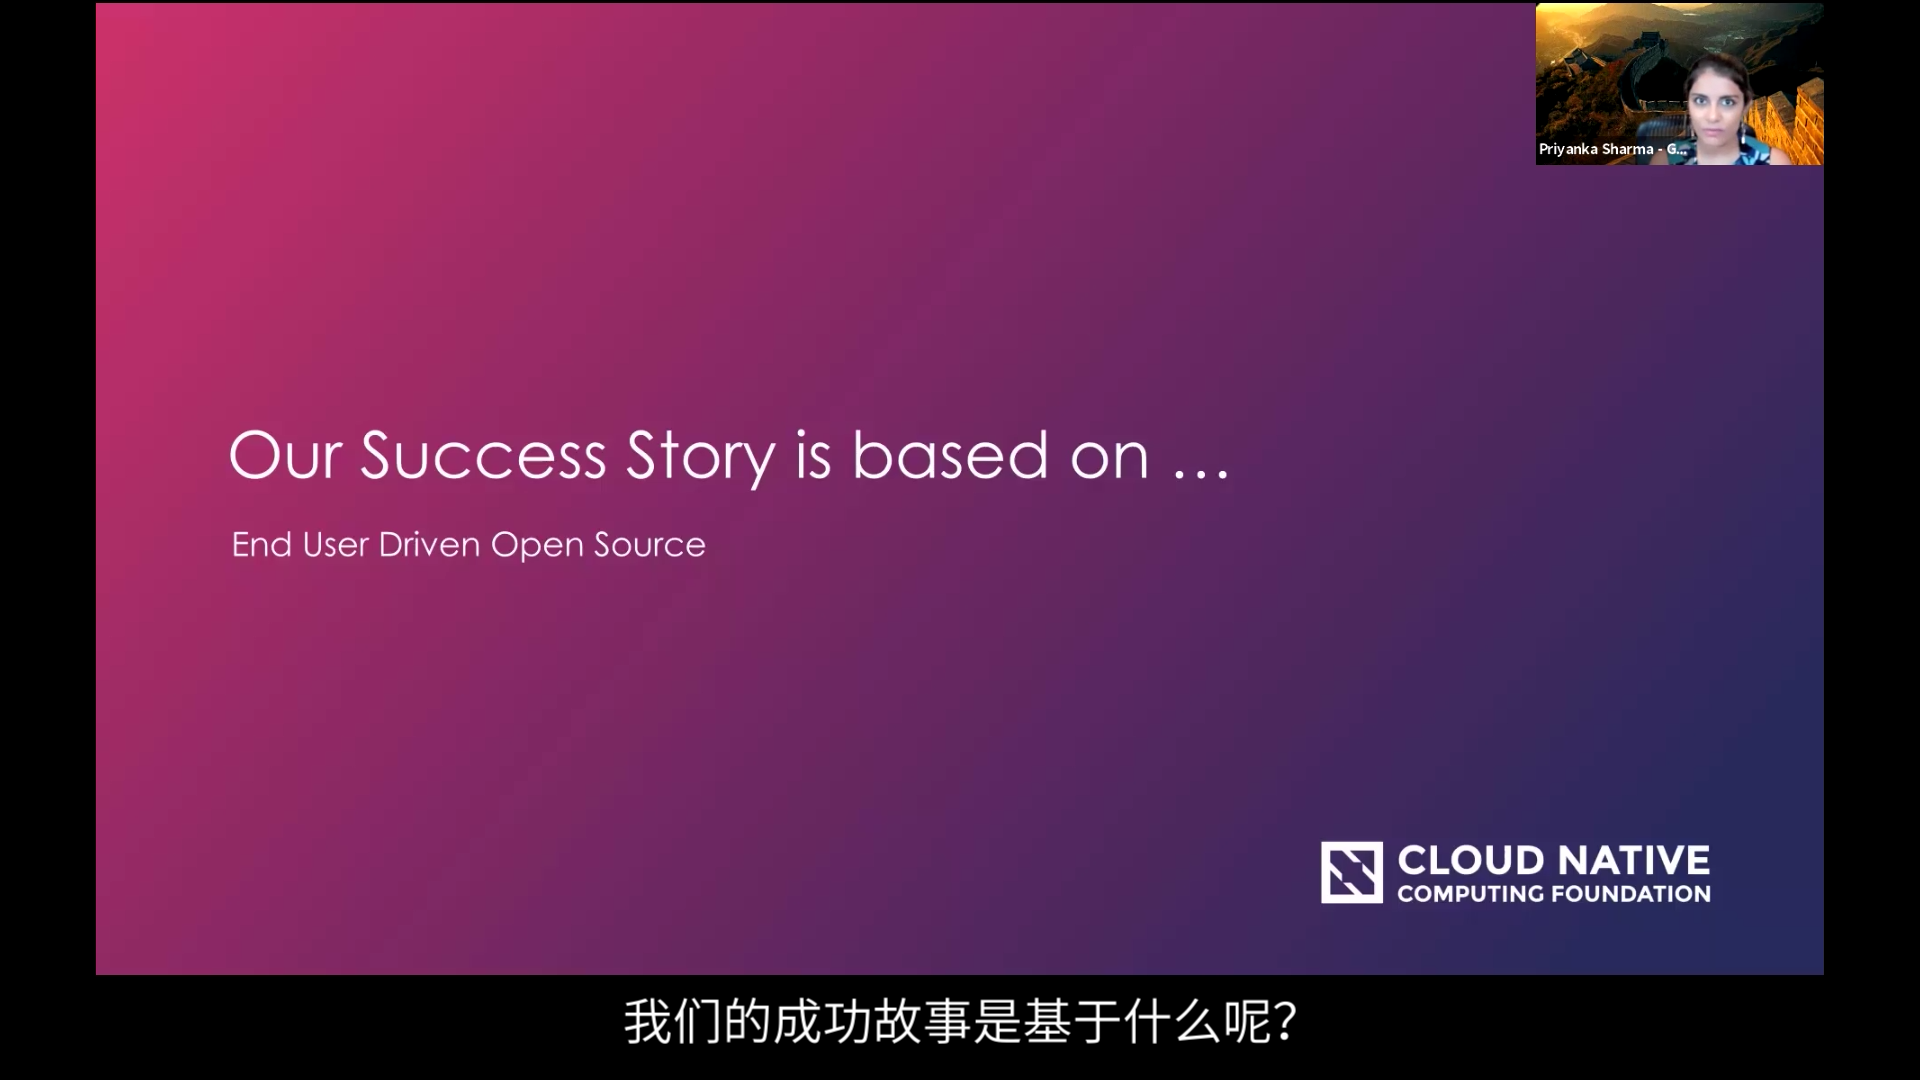 Priyanka Sharma - G...
Our Success Story is based on ...
End User Driven Open Source
CLOUD NATIVE
COMPUTING FOUNDATION
我们的成功故事是基于什么呢？